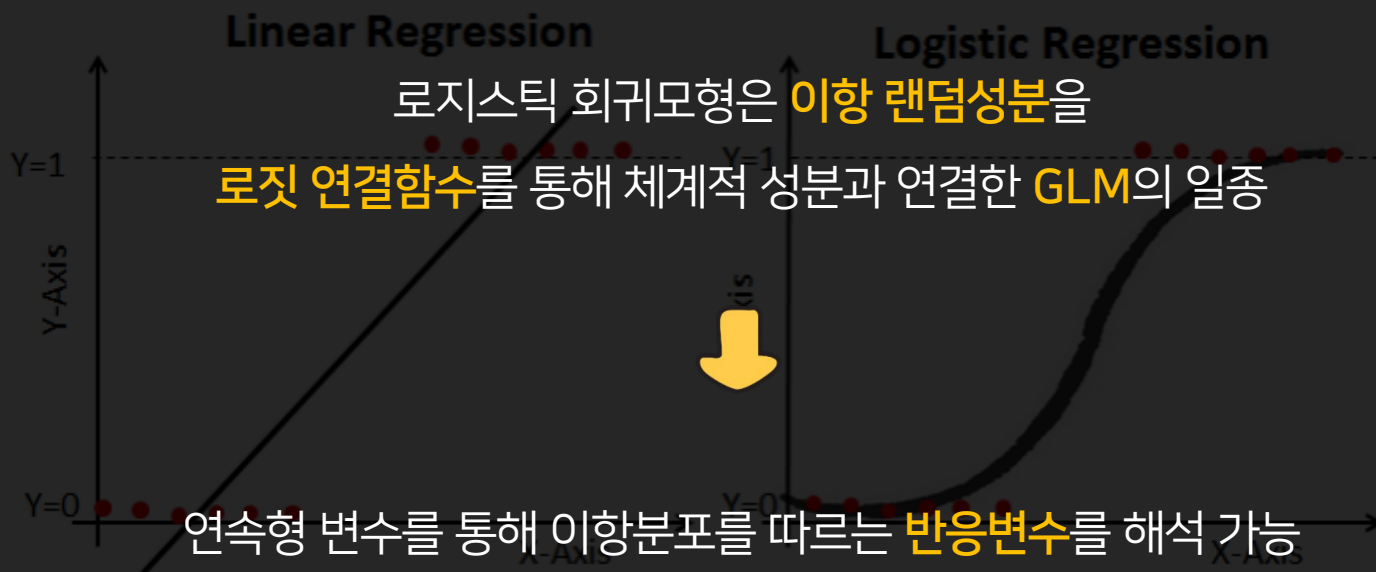 Linear Regression
Logistic Regression
로지스틱 회귀모형은 이항 랜덤성분을
Y=1
Y=1
로짓 연결함수를 통해 체계적 성분과 연결한 GLM의 일종
Y-Axis
xis
Y=0
Y=0
연속형 변수를 통해 이항분포를 따르는 반응변수를 해석 가능
X-Axis
X-Axis